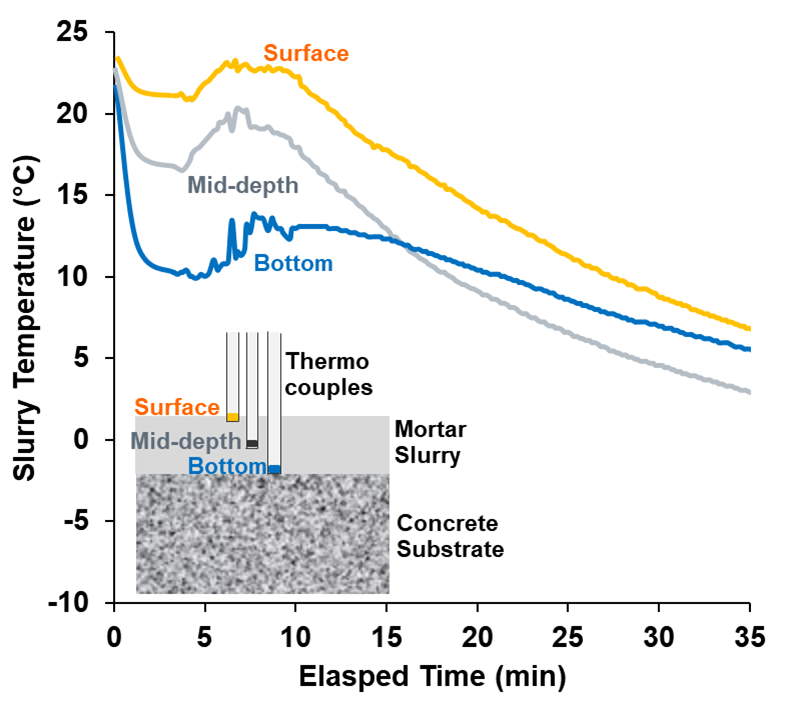 25
20
15
10
5
0
-5
-10
Slurry Temperature (°C)
Surface
Mid-depth
Bottom
Thermo
couples
Surface
Mid-depth
Bottom
Mortar
Slurry
Concrete
Substrate
0 5 10 15 20 25 30 35
Elasped Time (min)